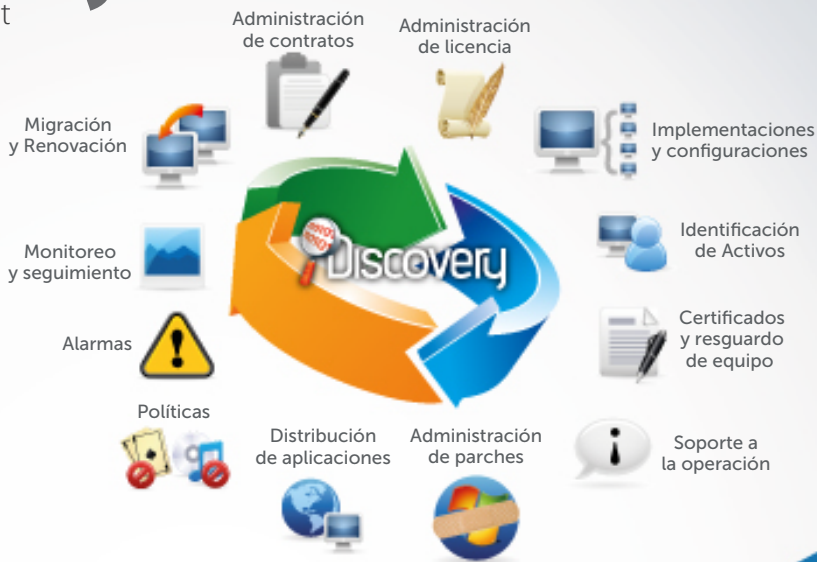 t
Administración
de contratos
Administración
de licencia
Migración
y Renovación
Implementaciones
y configuraciones
Monitoreo
y seguimiento
Identificación
de Activos
Discovery
Alarmas
Certificados
y resguardo
de equipo
Políticas
Distribución
de aplicaciones
Administración
de parches
Soporte a
la operación